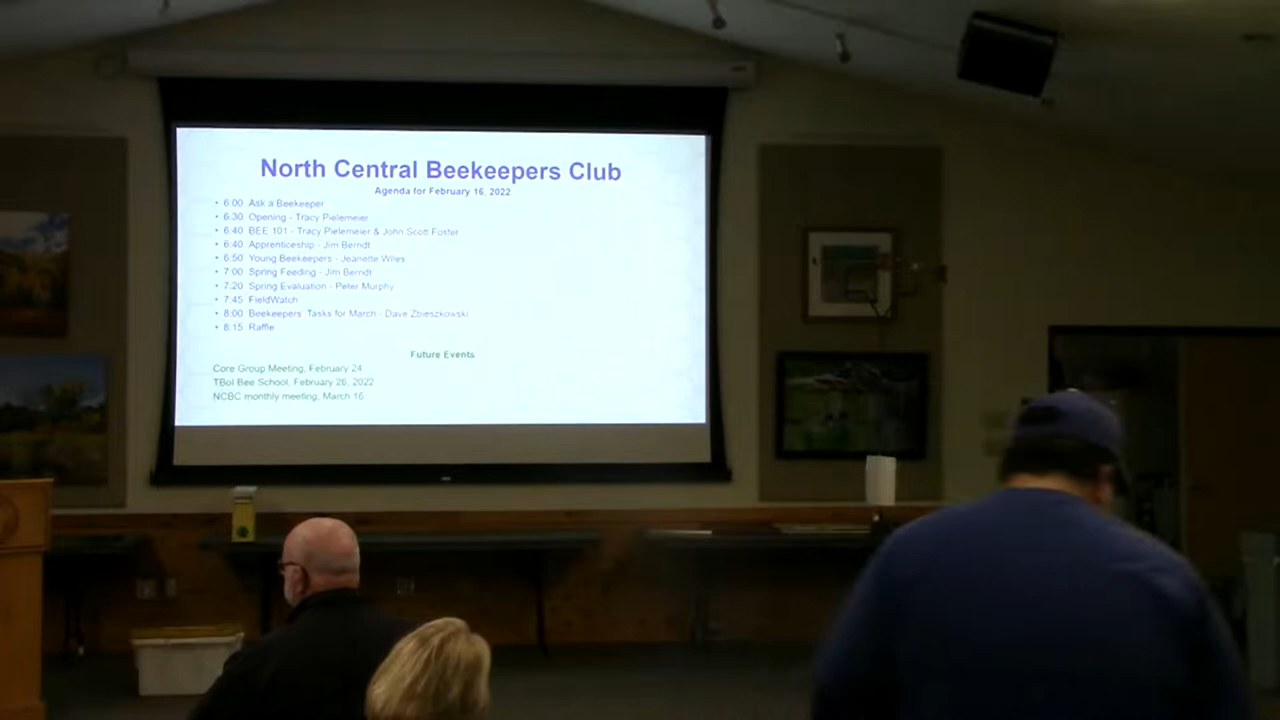 North Central Beekeepers Club
Agenda for February 16, 2022
• 6:00 Ask a Beekeeper
• 6:30 Opening - Tracy Pielemeier
• 6:40 BEE 101 - Tracy Pielemeier & John Scott Foster
• 6:40 Apprenticeship - Jim Berndt
• 6:50 Young Beekeepers - Jeanette Wiles
• 7:00 Spring Feeding - Jim Berndt
• 7:20 Spring Evaluation - Peter Murphy
• 7:45 FieldWatch
• 8:00 Beekeepers Tasks for March - Dave Zbieszkowski
• 8:15 Raffle
Future Events
Core Group Meeting, February 24
TBoI Bee School, February 26, 2022
NCBC monthly meeting, March 16